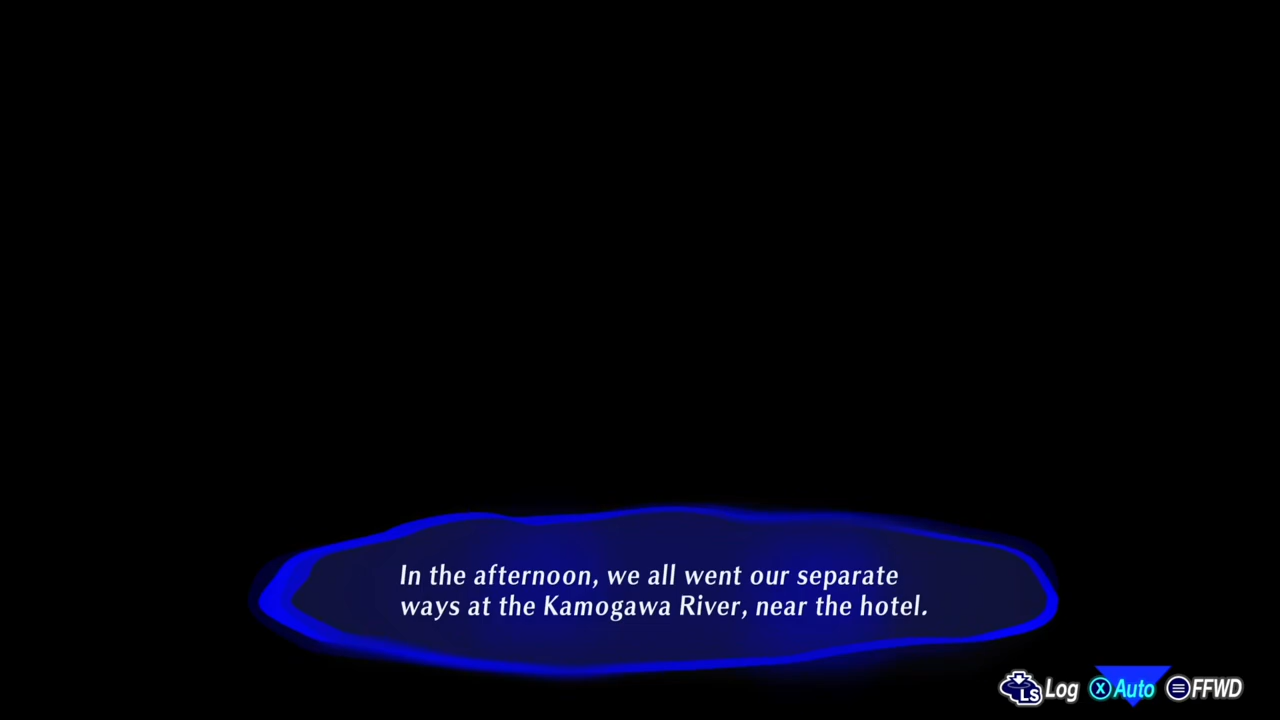 In the afternoon, we all went our separate
ways at the Kamogawa River, near the hotel.
LS Log X Auto FFWD